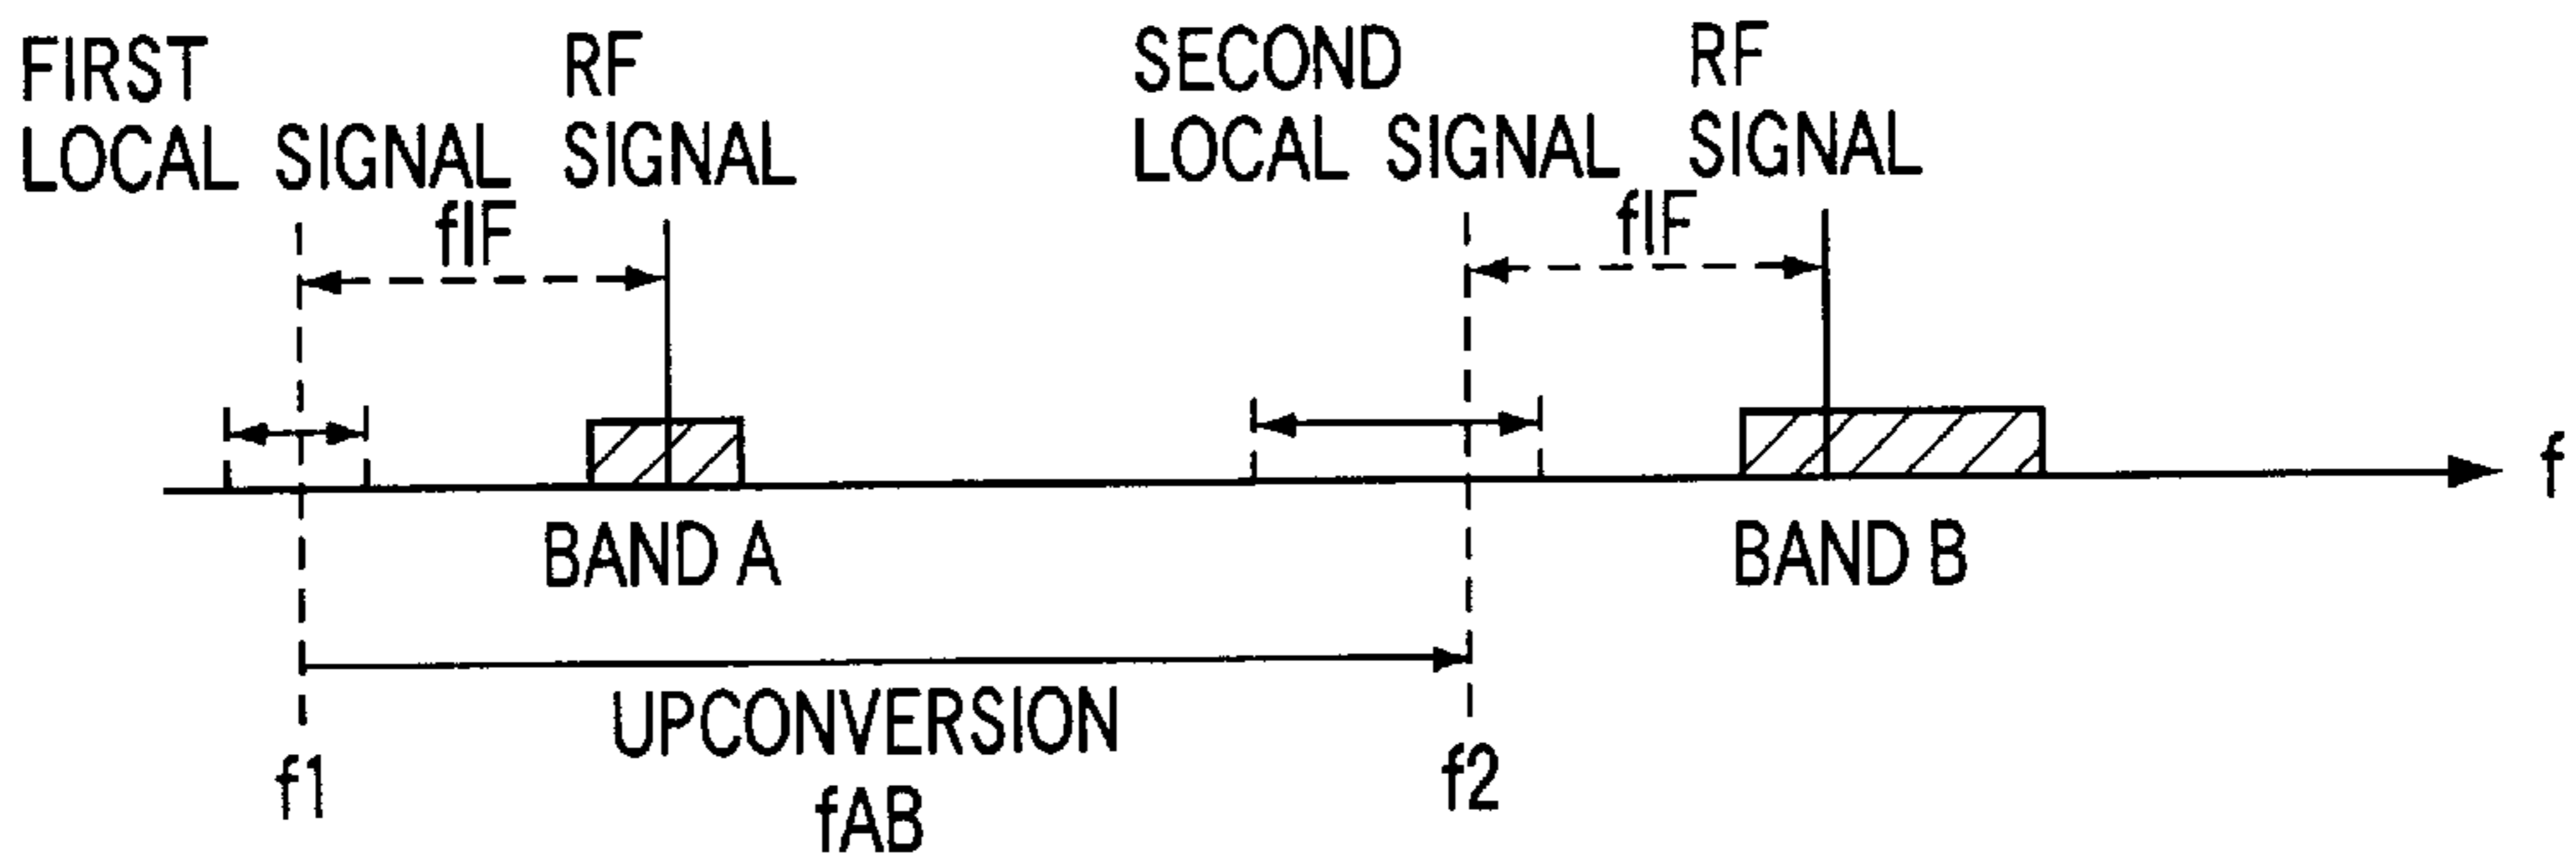 FIRST
LOCAL SIGNAL
RF
SIGNAL
SECOND
LOCAL SIGNAL
RF
SIGNAL
fIF
fIF
f
BAND A
BAND B
UPCONVERSION
fAB
f1
f2